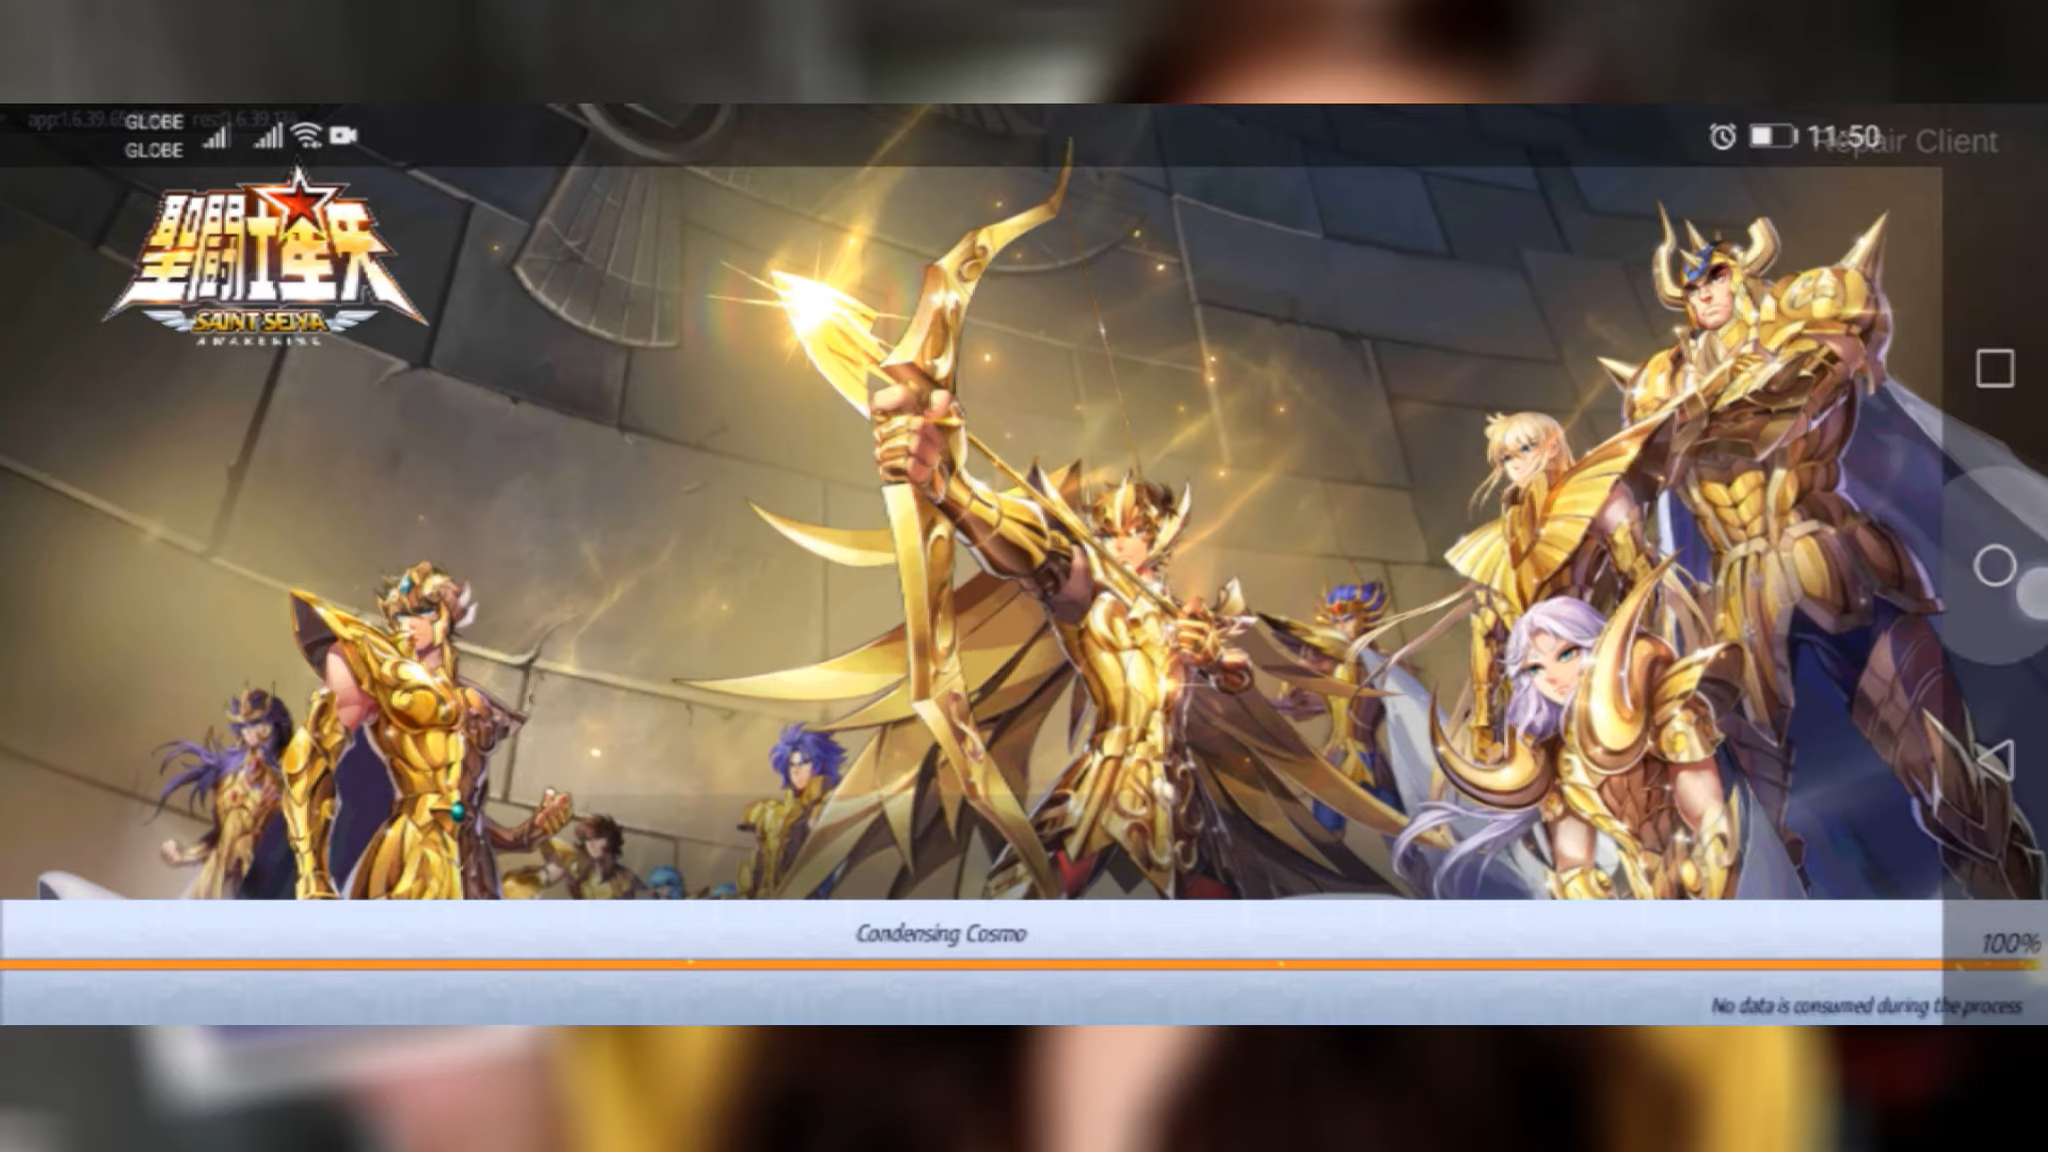 GLOBE
GLOBE
11:50
Repair Client
聖闘士星矢
SAINT SEIYA
AWAKENING
Condensing Cosmo
100%
No data is consumed during the process